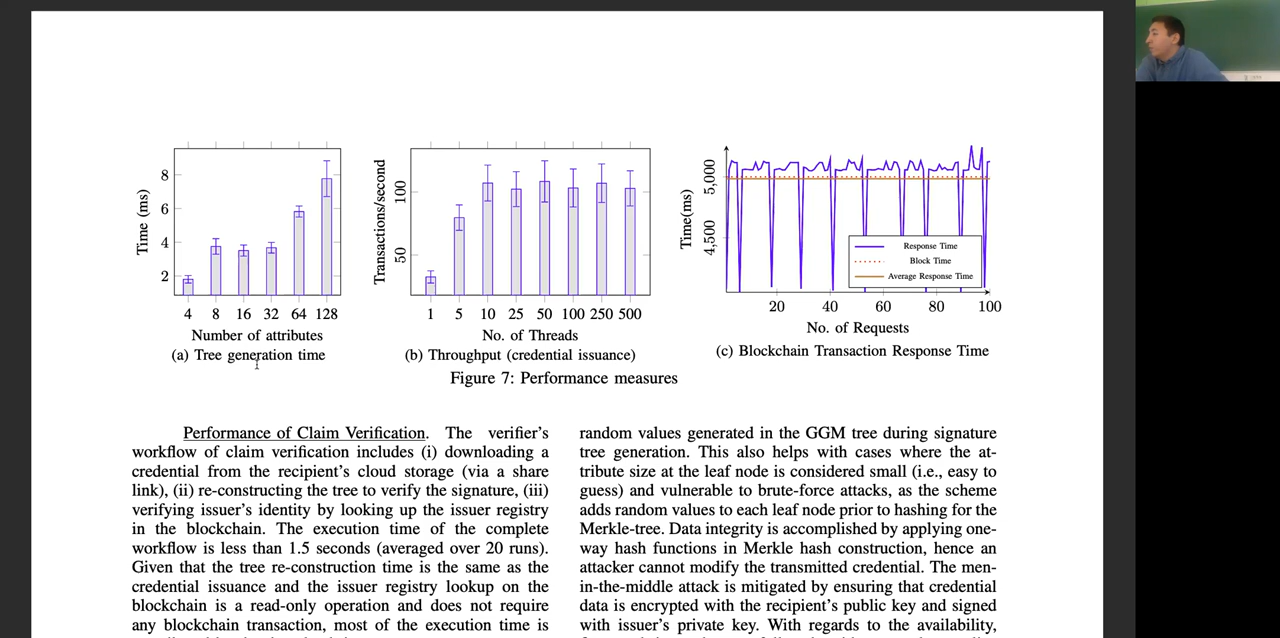 8
6
4
2
Time (ms)
4 8 16 32 64 128
Number of attributes
(a) Tree generation time
100
50
Transactions/second
1 5 10 25 50 100 250 500
No. of Threads
(b) Throughput (credential issuance)
5,000
4,500
Time(ms)
Response Time
Block Time
Average Response Time
20 40 60 80 100
No. of Requests
(c) Blockchain Transaction Response Time
Figure 7: Performance measures
Performance of Claim Verification. The verifier's
workflow of claim verification includes (i) downloading a
credential from the recipient's cloud storage (via a share
link), (ii) re-constructing the tree to verify the signature, (iii)
verifying issuer's identity by looking up the issuer registry
in the blockchain. The execution time of the complete
workflow is less than 1.5 seconds (averaged over 20 runs).
Given that the tree re-construction time is the same as the
credential issuance and the issuer registry lookup on the
blockchain is a read-only operation and does not require
any blockchain transaction, most of the execution time is
random values generated in the GGM tree during signature
tree generation. This also helps with cases where the at-
tribute size at the leaf node is considered small (i.e., easy to
guess) and vulnerable to brute-force attacks, as the scheme
adds random values to each leaf node prior to hashing for the
Merkle-tree. Data integrity is accomplished by applying one-
way hash functions in Merkle hash construction, hence an
attacker cannot modify the transmitted credential. The men-
in-the-middle attack is mitigated by ensuring that credential
data is encrypted with the recipient's public key and signed
with issuer's private key. With regards to the availability,